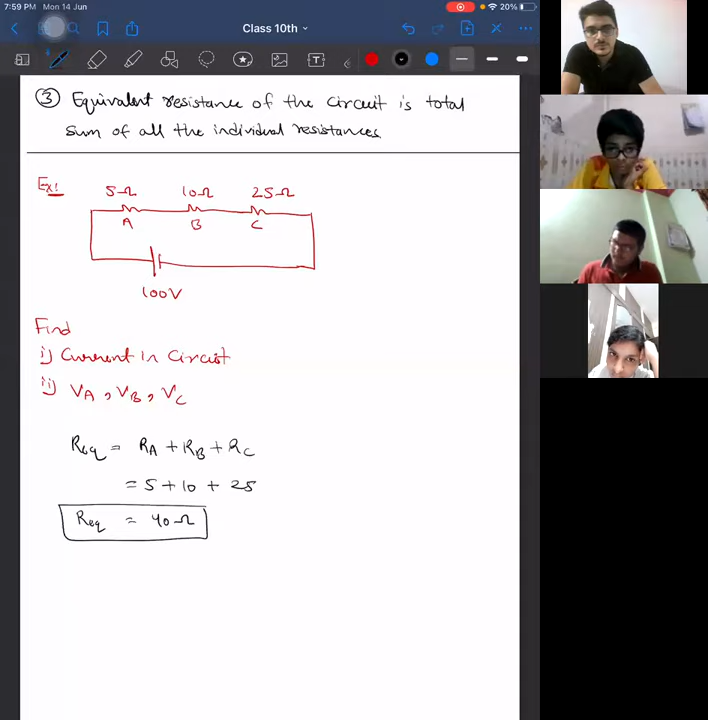 7:59 PM Mon 14 Jun
20%
Class 10th
③ Equivalent resistance of the circuit is total
sum of all the individual resistances
Ex:
5Ω 10Ω 25Ω
A B C
100V
Find
i) Current in Circuit
ii) VA, VB, VC
Req = RA + RB + RC
= 5 + 10 + 25
Req = 40 Ω